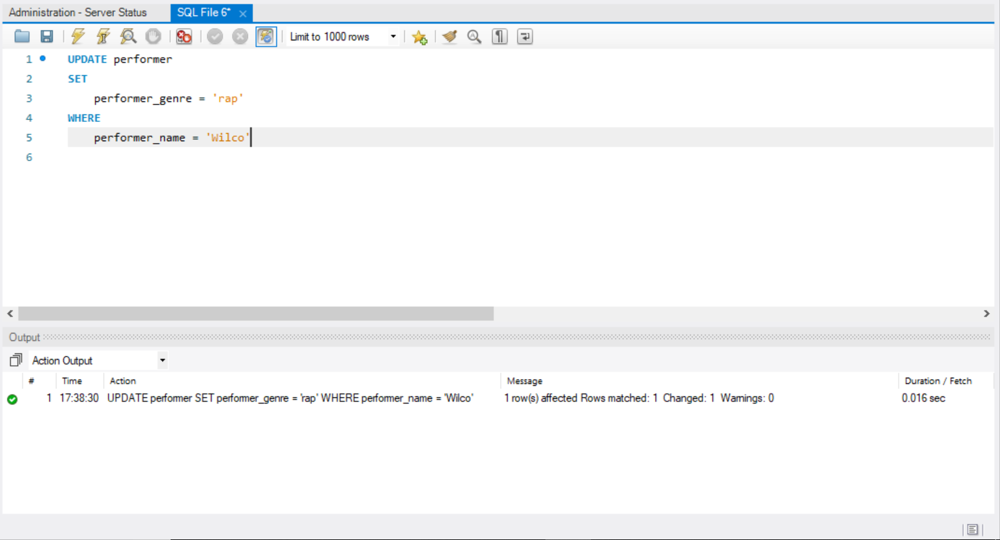 Administration - Server Status SQL File 6* ×
Limit to 1000 rows
1 UPDATE performer
2 SET
3 performer_genre = 'rap'
4 WHERE
5 performer_name = 'Wilco'
6
Output
Action Output
# Time Action Message Duration / Fetch
1 17:38:30 UPDATE performer SET performer_genre = 'rap' WHERE performer_name = 'Wilco' 1 row(s) affected Rows matched: 1 Changed: 1 Warnings: 0 0.016 sec